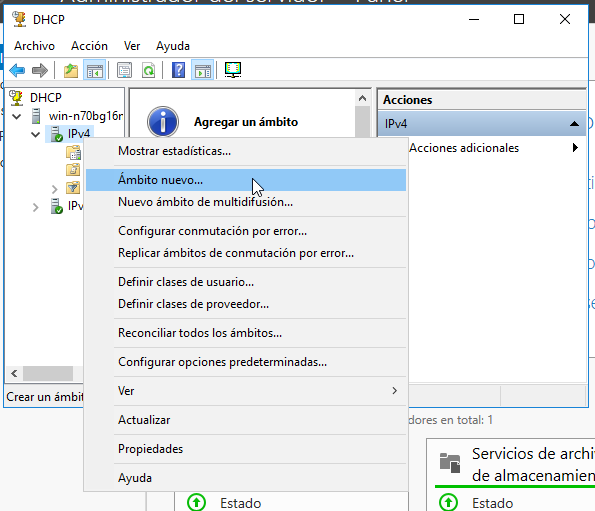 DHCP
Archivo Acción Ver Ayuda
DHCP
win-n70bg16r
IPv4
Agregar un ámbito
Acciones
IPv4
Acciones adicionales
Mostrar estadísticas...
Ámbito nuevo...
Nuevo ámbito de multidifusión...
Configurar conmutación por error...
Replicar ámbitos de conmutación por error...
Definir clases de usuario...
Definir clases de proveedor...
Reconciliar todos los ámbitos...
Configurar opciones predeterminadas...
Ver
Actualizar
Propiedades
Ayuda
IPv
Crear un ámbit
dores en total: 1
Servicios de archi
de almacenamien
Estado
Estado